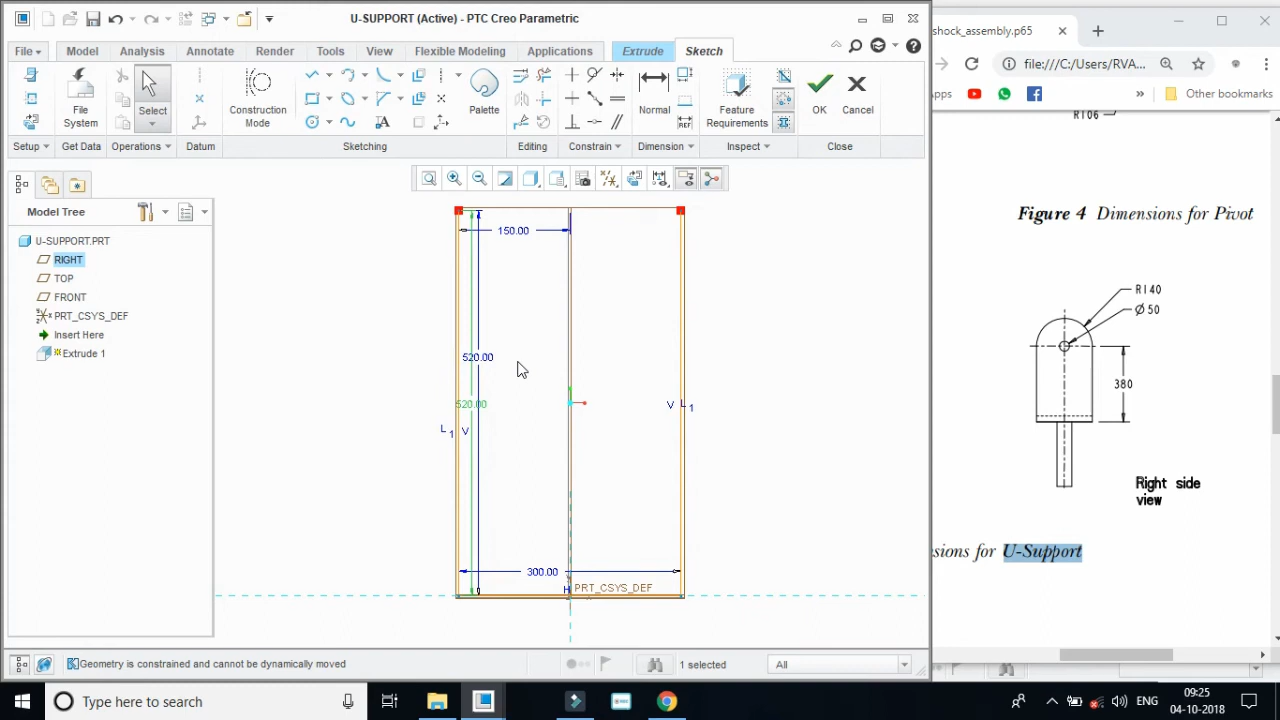 U-SUPPORT (Active) - PTC Creo Parametric
File
Model
Analysis
Annotate
Render
Tools
View
Flexible Modeling
Applications
Extrude
Sketch
File
System
Select
Construction
Mode
Palette
Normal
REF
Feature
Requirements
OK
Cancel
Setup
Get Data
Operations
Datum
Sketching
Editing
Constrain
Dimension
Inspect
Close
Model Tree
U-SUPPORT.PRT
RIGHT
TOP
FRONT
PRT_CSYS_DEF
Insert Here
Extrude 1
150.00
520.00
520.00
L1 V
V L1
300.00
H
PRT_CSYS_DEF
Geometry is constrained and cannot be dynamically moved
1 selected
All
shock_assembly.p65
file:///C:/Users/RVA...
Apps
Other bookmarks
R106
Figure 4 Dimensions for Pivot
R140
Ø 50
380
Right side
view
sions for U-Support
Type here to search
ENG
09:25
04-10-2018